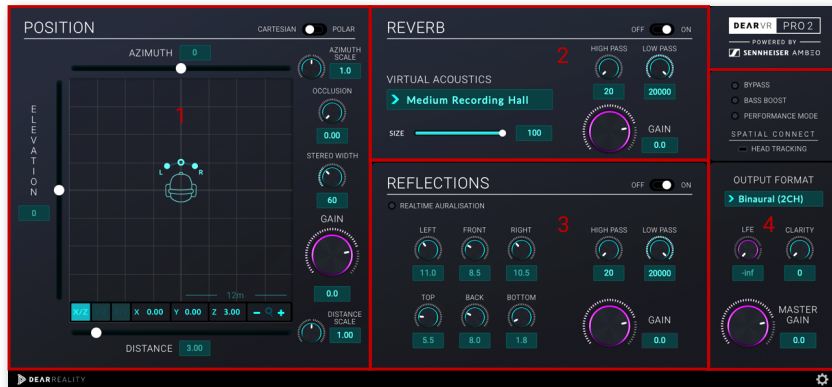 POSITION
CARTESIAN
POLAR
AZIMUTH
0
AZIMUTH
SCALE
1.0
1
ELEVATION
0
L
R
OCCLUSION
0.00
STEREO WIDTH
60
GAIN
0.0
12m
X/Z
X 0.00 Y 0.00 Z 3.00 - +
DISTANCE
3.00
DISTANCE
SCALE
1.00
REVERB
OFF
ON
2
HIGH PASS
LOW PASS
20
20000
VIRTUAL ACOUSTICS
> Medium Recording Hall
SIZE
100
GAIN
0.0
REFLECTIONS
OFF
ON
REALTIME AURALISATION
3
LEFT
FRONT
RIGHT
HIGH PASS
LOW PASS
11.0
8.5
10.5
20
20000
TOP
BACK
BOTTOM
5.5
8.0
1.8
GAIN
0.0
DEARVR PRO 2
POWERED BY
SENNHEISER AMBEO
BYPASS
BASS BOOST
PERFORMANCE MODE
SPATIAL CONNECT
HEAD TRACKING
OUTPUT FORMAT
> Binaural (2CH)
LFE
4
CLARITY
-inf
0
MASTER
GAIN
0.0
DEARREALITY